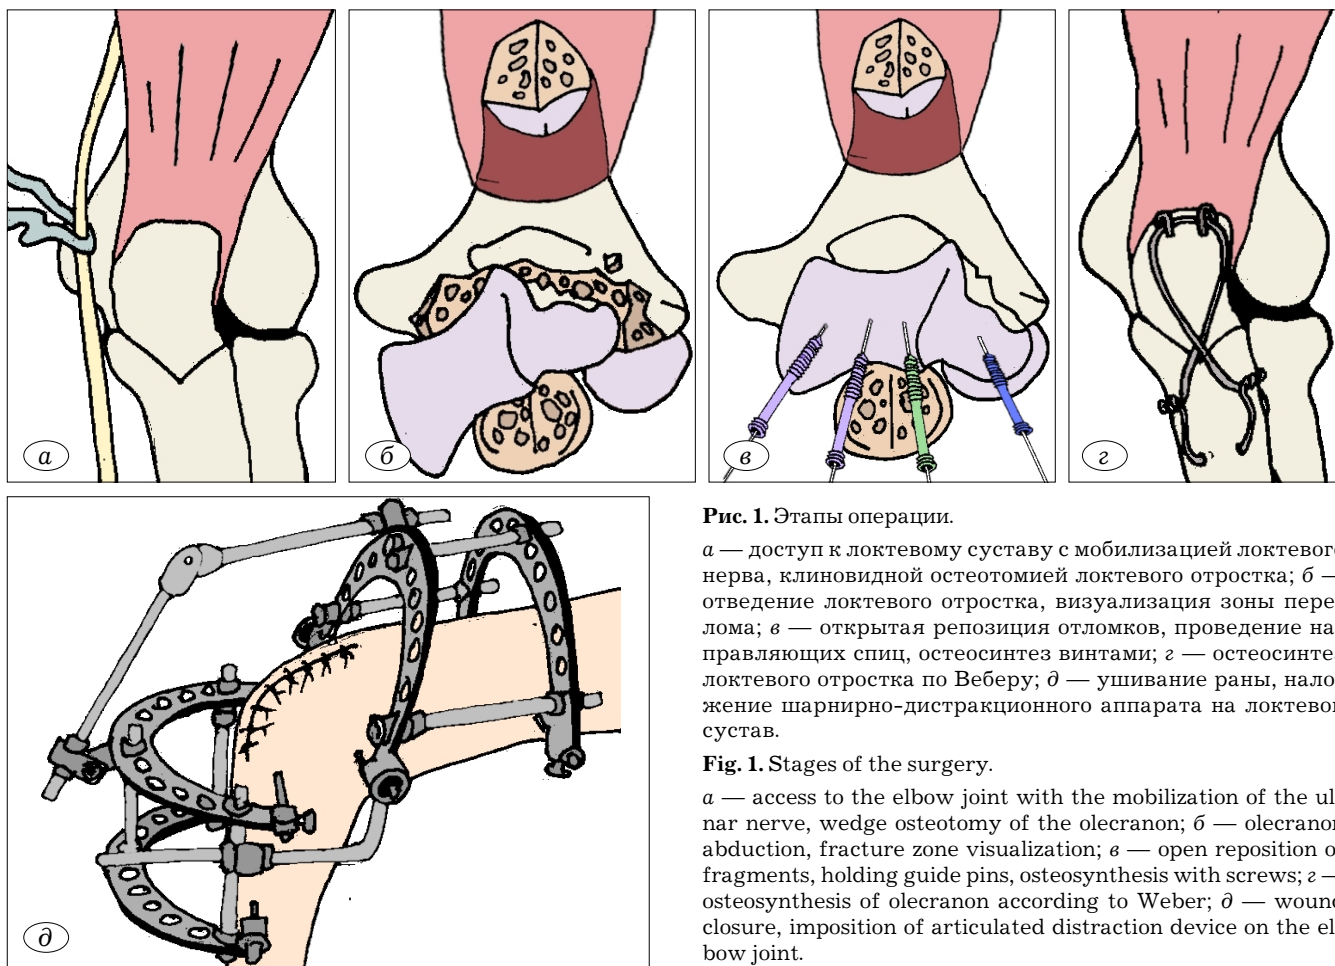 а
б
в
г
д
Рис. 1. Этапы операции.
а — доступ к локтевому суставу с мобилизацией локтевого
нерва, клиновидной остеотомией локтевого отростка; б —
отведение локтевого отростка, визуализация зоны пере-
лома; в — открытая репозиция отломков, проведение на-
правляющих спиц, остеосинтез винтами; г — остеосинтез
локтевого отростка по Веберу; д — ушивание раны, нало-
жение шарнирно-дистракционного аппарата на локтевой
сустав.
Fig. 1. Stages of the surgery.
а — access to the elbow joint with the mobilization of the ul-
nar nerve, wedge osteotomy of the olecranon; б — olecranon
abduction, fracture zone visualization; в — open reposition of
fragments, holding guide pins, osteosynthesis with screws; г —
osteosynthesis of olecranon according to Weber; д — wound
closure, imposition of articulated distraction device on the el-
bow joint.